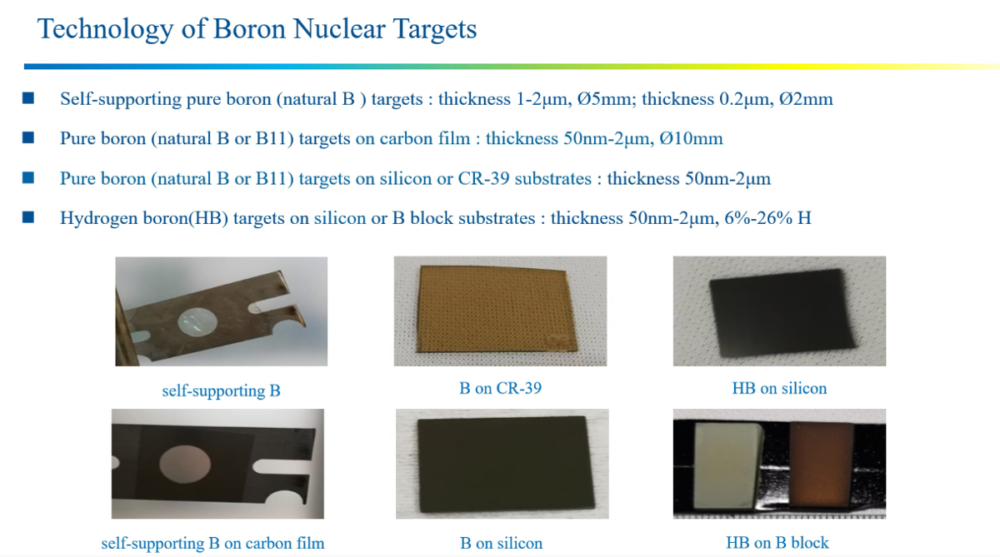 Technology of Boron Nuclear Targets
Self-supporting pure boron (natural B ) targets : thickness 1-2μm, Ø5mm; thickness 0.2μm, Ø2mm
Pure boron (natural B or B11) targets on carbon film : thickness 50nm-2μm, Ø10mm
Pure boron (natural B or B11) targets on silicon or CR-39 substrates : thickness 50nm-2μm
Hydrogen boron(HB) targets on silicon or B block substrates : thickness 50nm-2μm, 6%-26% H
self-supporting B
B on CR-39
HB on silicon
self-supporting B on carbon film
B on silicon
HB on B block